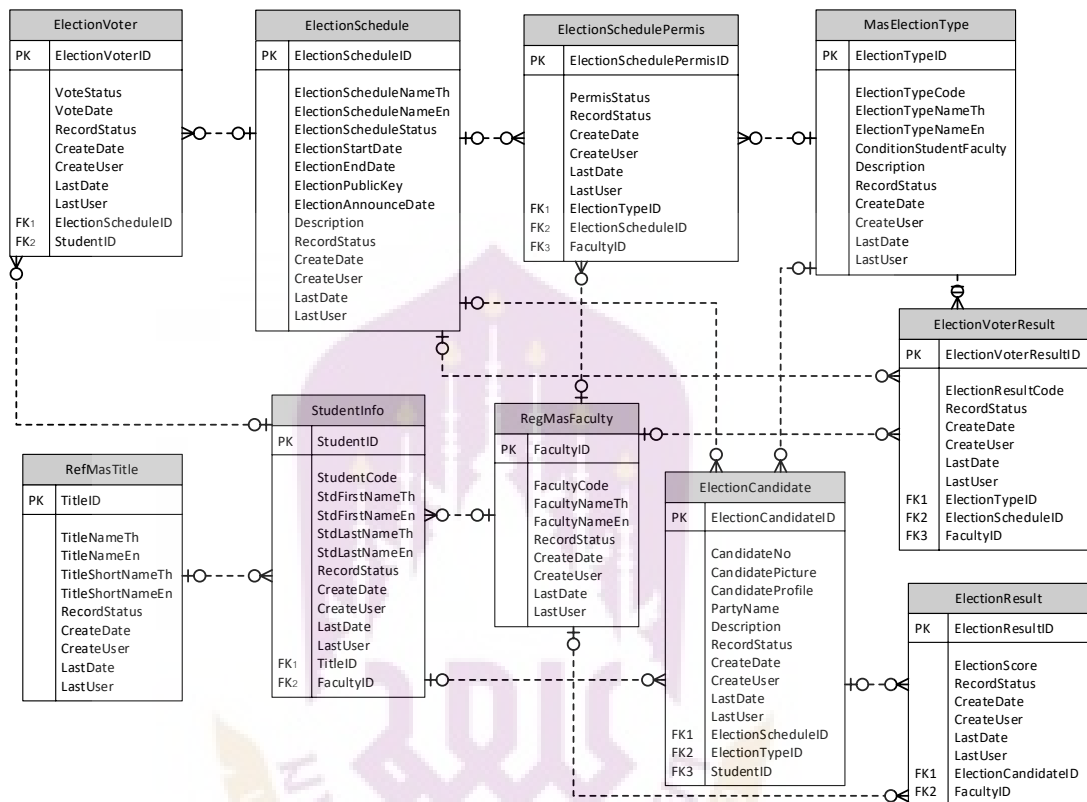 ElectionVoter
PK ElectionVoterID
VoteStatus
VoteDate
RecordStatus
CreateDate
CreateUser
LastDate
LastUser
FK1 ElectionScheduleID
FK2 StudentID
ElectionSchedule
PK ElectionScheduleID
ElectionScheduleNameTh
ElectionScheduleNameEn
ElectionScheduleStatus
ElectionStartDate
ElectionEndDate
ElectionPublicKey
ElectionAnnounceDate
Description
RecordStatus
CreateDate
CreateUser
LastDate
LastUser
ElectionSchedulePermis
PK ElectionSchedulePermisID
PermisStatus
RecordStatus
CreateDate
CreateUser
LastDate
LastUser
FK1 ElectionTypeID
FK2 ElectionScheduleID
FK3 FacultyID
MasElectionType
PK ElectionTypeID
ElectionTypeCode
ElectionTypeNameTh
ElectionTypeNameEn
ConditionStudentFaculty
Description
RecordStatus
CreateDate
CreateUser
LastDate
LastUser
ElectionVoterResult
PK ElectionVoterResultID
ElectionResultCode
RecordStatus
CreateDate
CreateUser
LastDate
LastUser
FK1 ElectionTypeID
FK2 ElectionScheduleID
FK3 FacultyID
RefMasTitle
PK TitleID
TitleNameTh
TitleNameEn
TitleShortNameTh
TitleShortNameEn
RecordStatus
CreateDate
CreateUser
LastDate
LastUser
StudentInfo
PK StudentID
StudentCode
StdFirstNameTh
StdFirstNameEn
StdLastNameTh
StdLastNameEn
RecordStatus
CreateDate
CreateUser
LastDate
LastUser
FK1 TitleID
FK2 FacultyID
RegMasFaculty
PK FacultyID
FacultyCode
FacultyNameTh
FacultyNameEn
RecordStatus
CreateDate
CreateUser
LastDate
LastUser
ElectionCandidate
PK ElectionCandidateID
CandidateNo
CandidatePicture
CandidateProfile
PartyName
Description
RecordStatus
CreateDate
CreateUser
LastDate
LastUser
FK1 ElectionScheduleID
FK2 ElectionTypeID
FK3 StudentID
ElectionResult
PK ElectionResultID
ElectionScore
RecordStatus
CreateDate
CreateUser
LastDate
LastUser
FK1 ElectionCandidateID
FK2 FacultyID